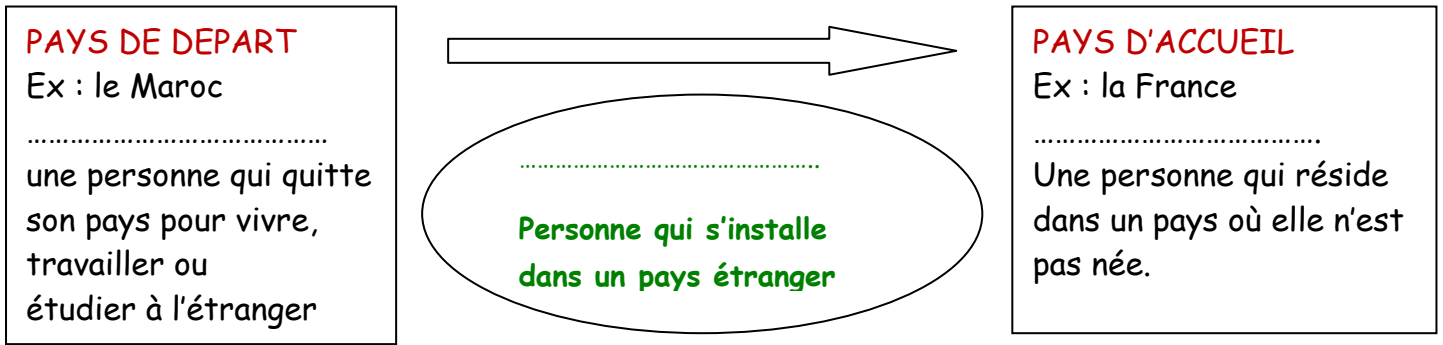 PAYS DE DEPART
Ex : le Maroc
……………………………………
une personne qui quitte
son pays pour vivre,
travailler ou
étudier à l’étranger
…………………………………………..
Personne qui s’installe
dans un pays étranger
PAYS D’ACCUEIL
Ex : la France
………………………………….
Une personne qui réside
dans un pays où elle n’est
pas née.